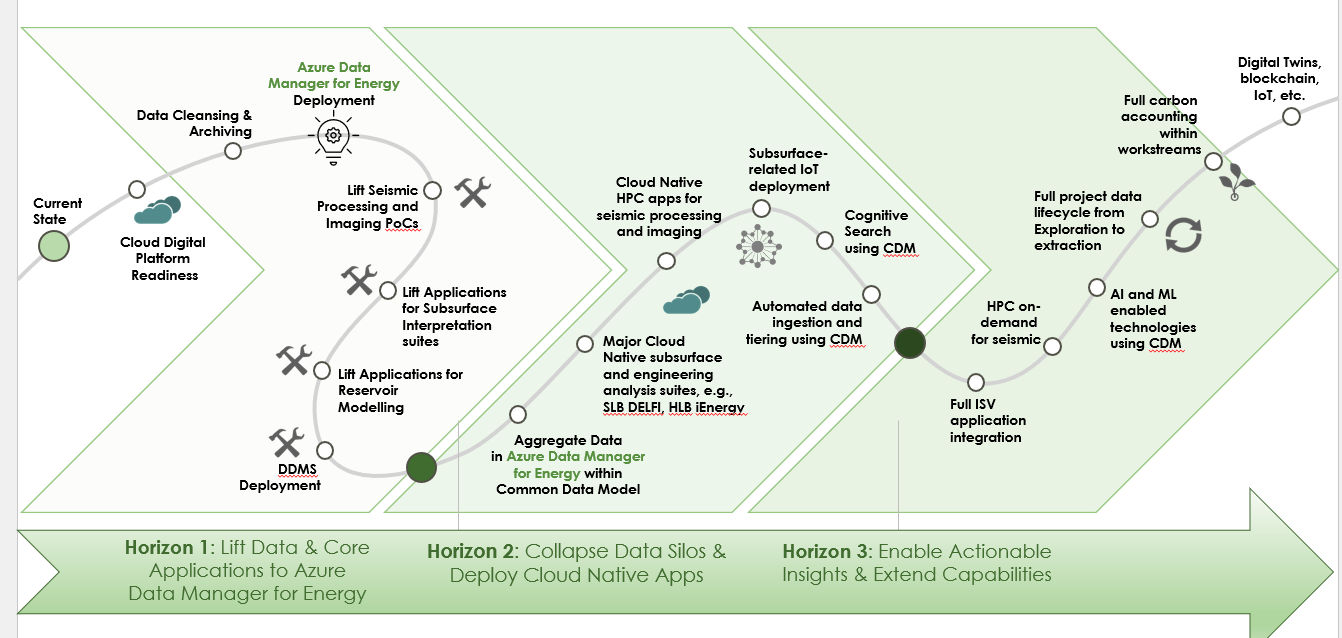 Current
State
Cloud Digital
Platform
Readiness
Data Cleansing &
Archiving
Azure Data
Manager for Energy
Deployment
Lift Seismic
Processing and
Imaging PoCs
Lift Applications
for Subsurface
Interpretation
suites
Lift Applications for
Reservoir
Modelling
DDMS
Deployment
Aggregate Data
in Azure Data Manager
for Energy within
Common Data Model
Major Cloud
Native subsurface
and engineering
analysis suites, e.g.,
SLB DELFI, HLB iEnergy
Cloud Native
HPC apps for
seismic processing
and imaging
Subsurface-
related IoT
deployment
Cognitive
Search
using CDM
Automated data
ingestion and
tiering using CDM
Full ISV
application
integration
HPC on-
demand
for seismic
AI and ML
enabled
technologies
using CDM
Full project data
lifecycle from
Exploration to
extraction
Full carbon
accounting
within
workstreams
Digital Twins,
blockchain,
IoT, etc.
Horizon 1: Lift Data & Core
Applications to Azure
Data Manager for Energy
Horizon 2: Collapse Data Silos &
Deploy Cloud Native Apps
Horizon 3: Enable Actionable
Insights & Extend Capabilities